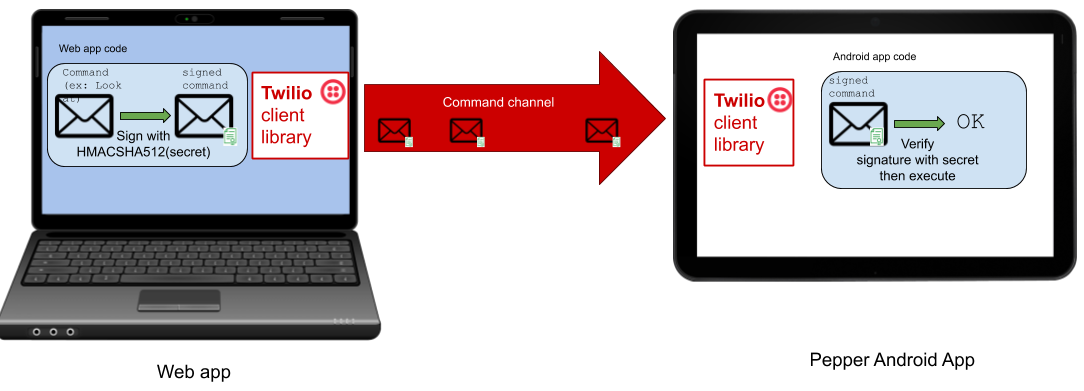 Web app code
Command
(ex: Look
at)
signed
command
Sign with
HMACSHA512(secret)
Twilio
client
library
Command channel
Twilio
client
library
Android app code
signed
command
OK
Verify
signature with secret
then execute
Web app
Pepper Android App